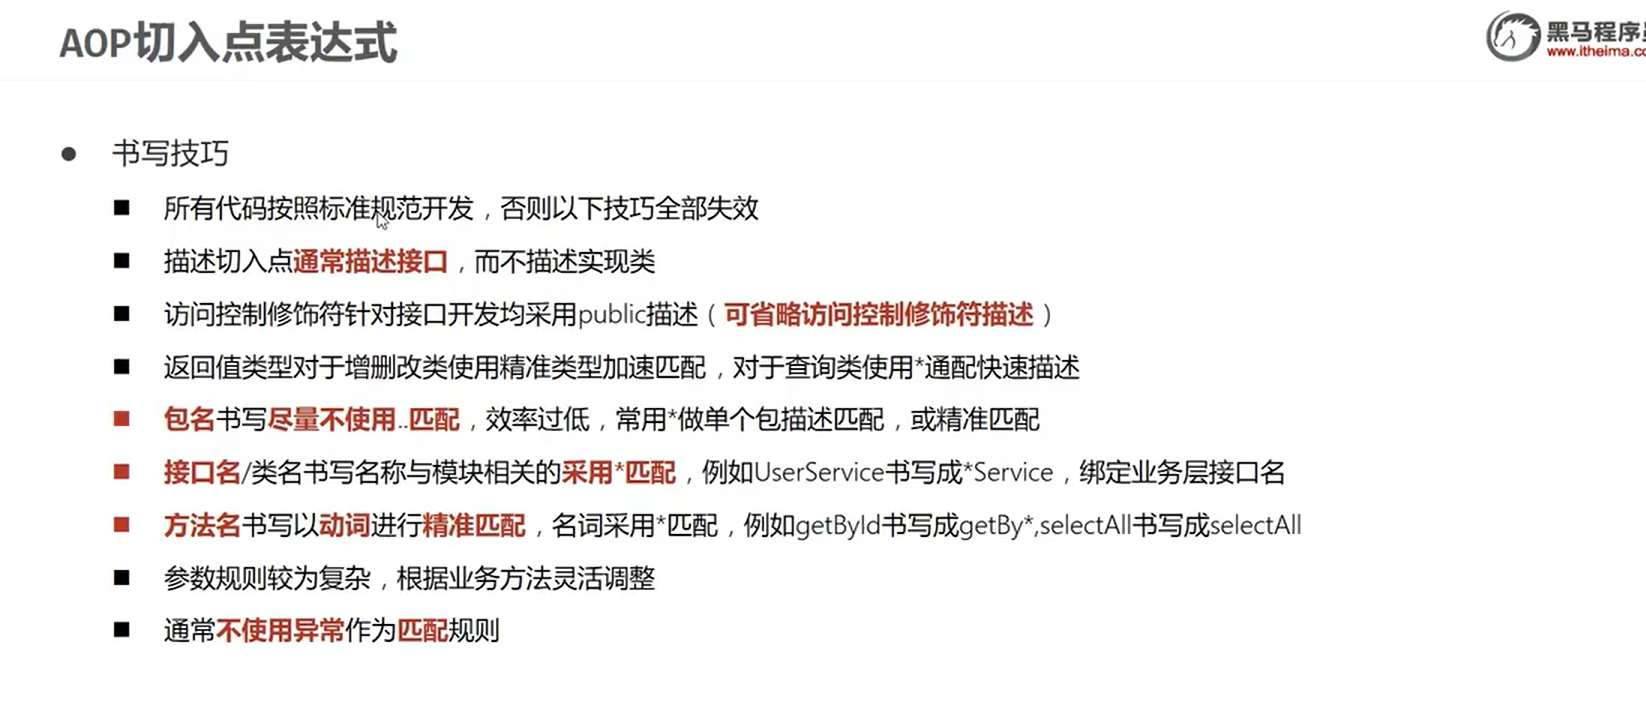 AOP切入点表达式
黑马程序员
www.itheima.co
书写技巧
所有代码按照标准规范开发，否则以下技巧全部失效
描述切入点通常描述接口，而不描述实现类
访问控制修饰符针对接口开发均采用public描述（可省略访问控制修饰符描述）
返回值类型对于增删改类使用精准类型加速匹配，对于查询类使用*通配快速描述
包名书写尽量不使用..匹配，效率过低，常用*做单个包描述匹配，或精准匹配
接口名/类名书写名称与模块相关的采用*匹配，例如UserService书写成*Service，绑定业务层接口名
方法名书写以动词进行精准匹配，名词采用*匹配，例如getById书写成getBy*,selectAll书写成selectAll
参数规则较为复杂，根据业务方法灵活调整
通常不使用异常作为匹配规则